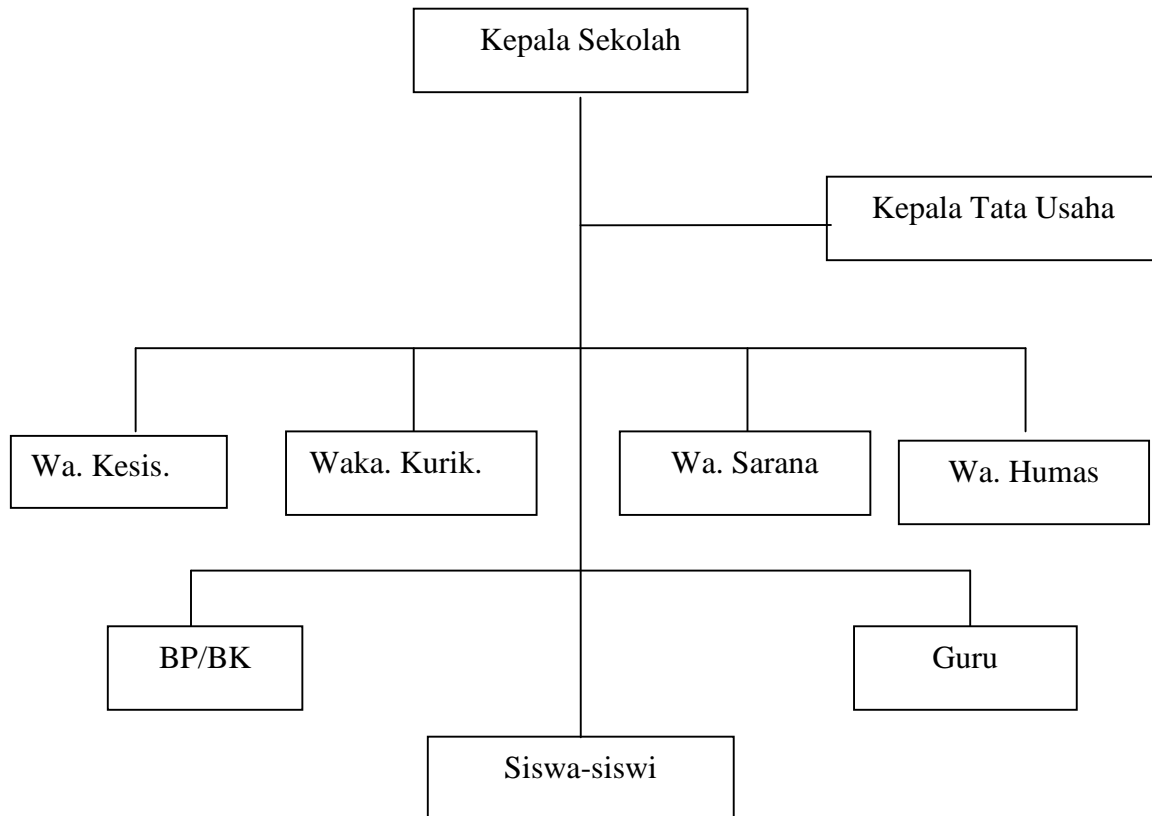 Kepala Sekolah
Kepala Tata Usaha
Wa. Kesis.
Waka. Kurik.
Wa. Sarana
Wa. Humas
BP/BK
Guru
Siswa-siswi